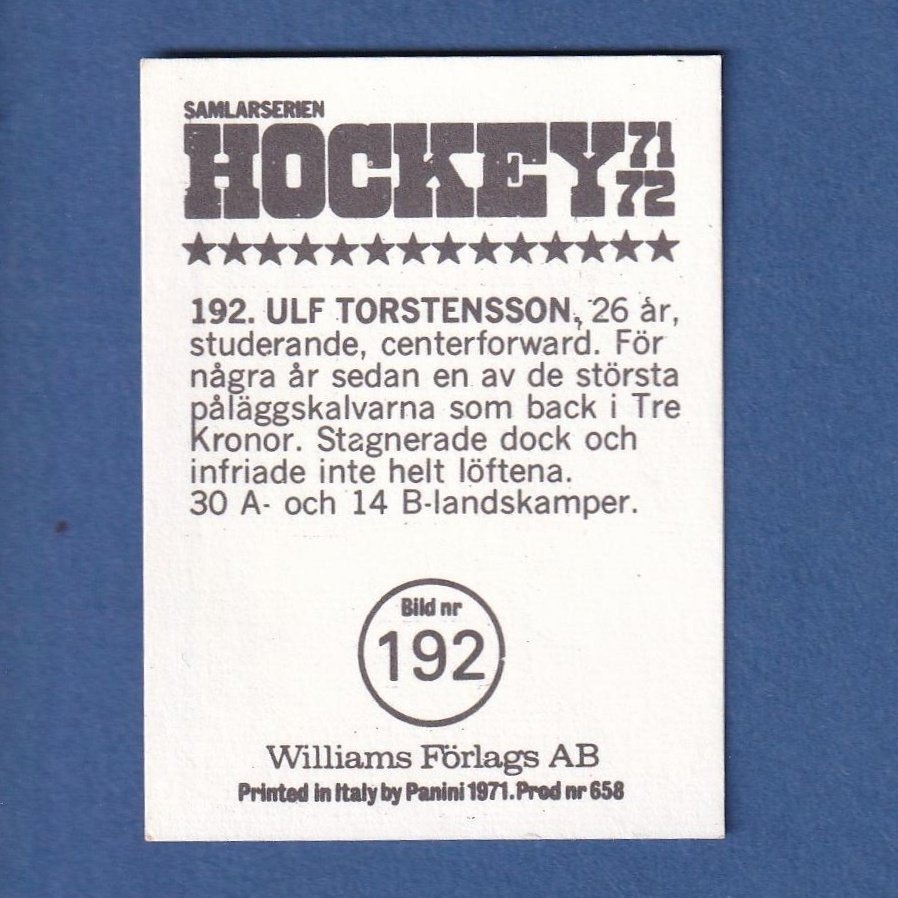 SAMLARSERIEN
HOCKEY 71
72
192. ULF TORSTENSSON, 26 år,
studerande, centerforward. För
några år sedan en av de största
påläggskalvarna som back i Tre
Kronor. Stagnerade dock och
infriade inte helt löftena.
30 A- och 14 B-landskamper.
Bild nr
192
Williams Förlags AB
Printed in Italy by Panini 1971. Prod nr 658